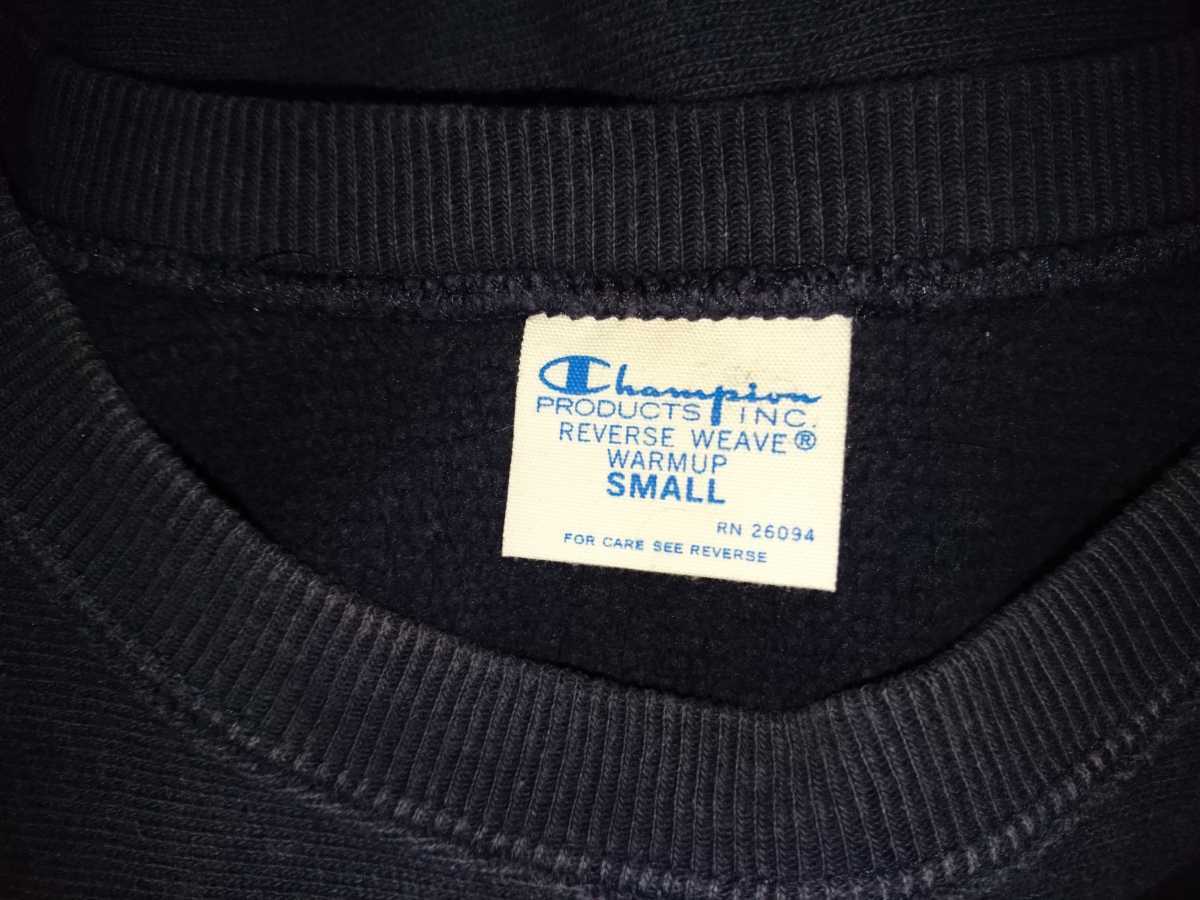 Champion
PRODUCTS INC.
REVERSE WEAVE®
WARMUP
SMALL
RN 26094
FOR CARE SEE REVERSE